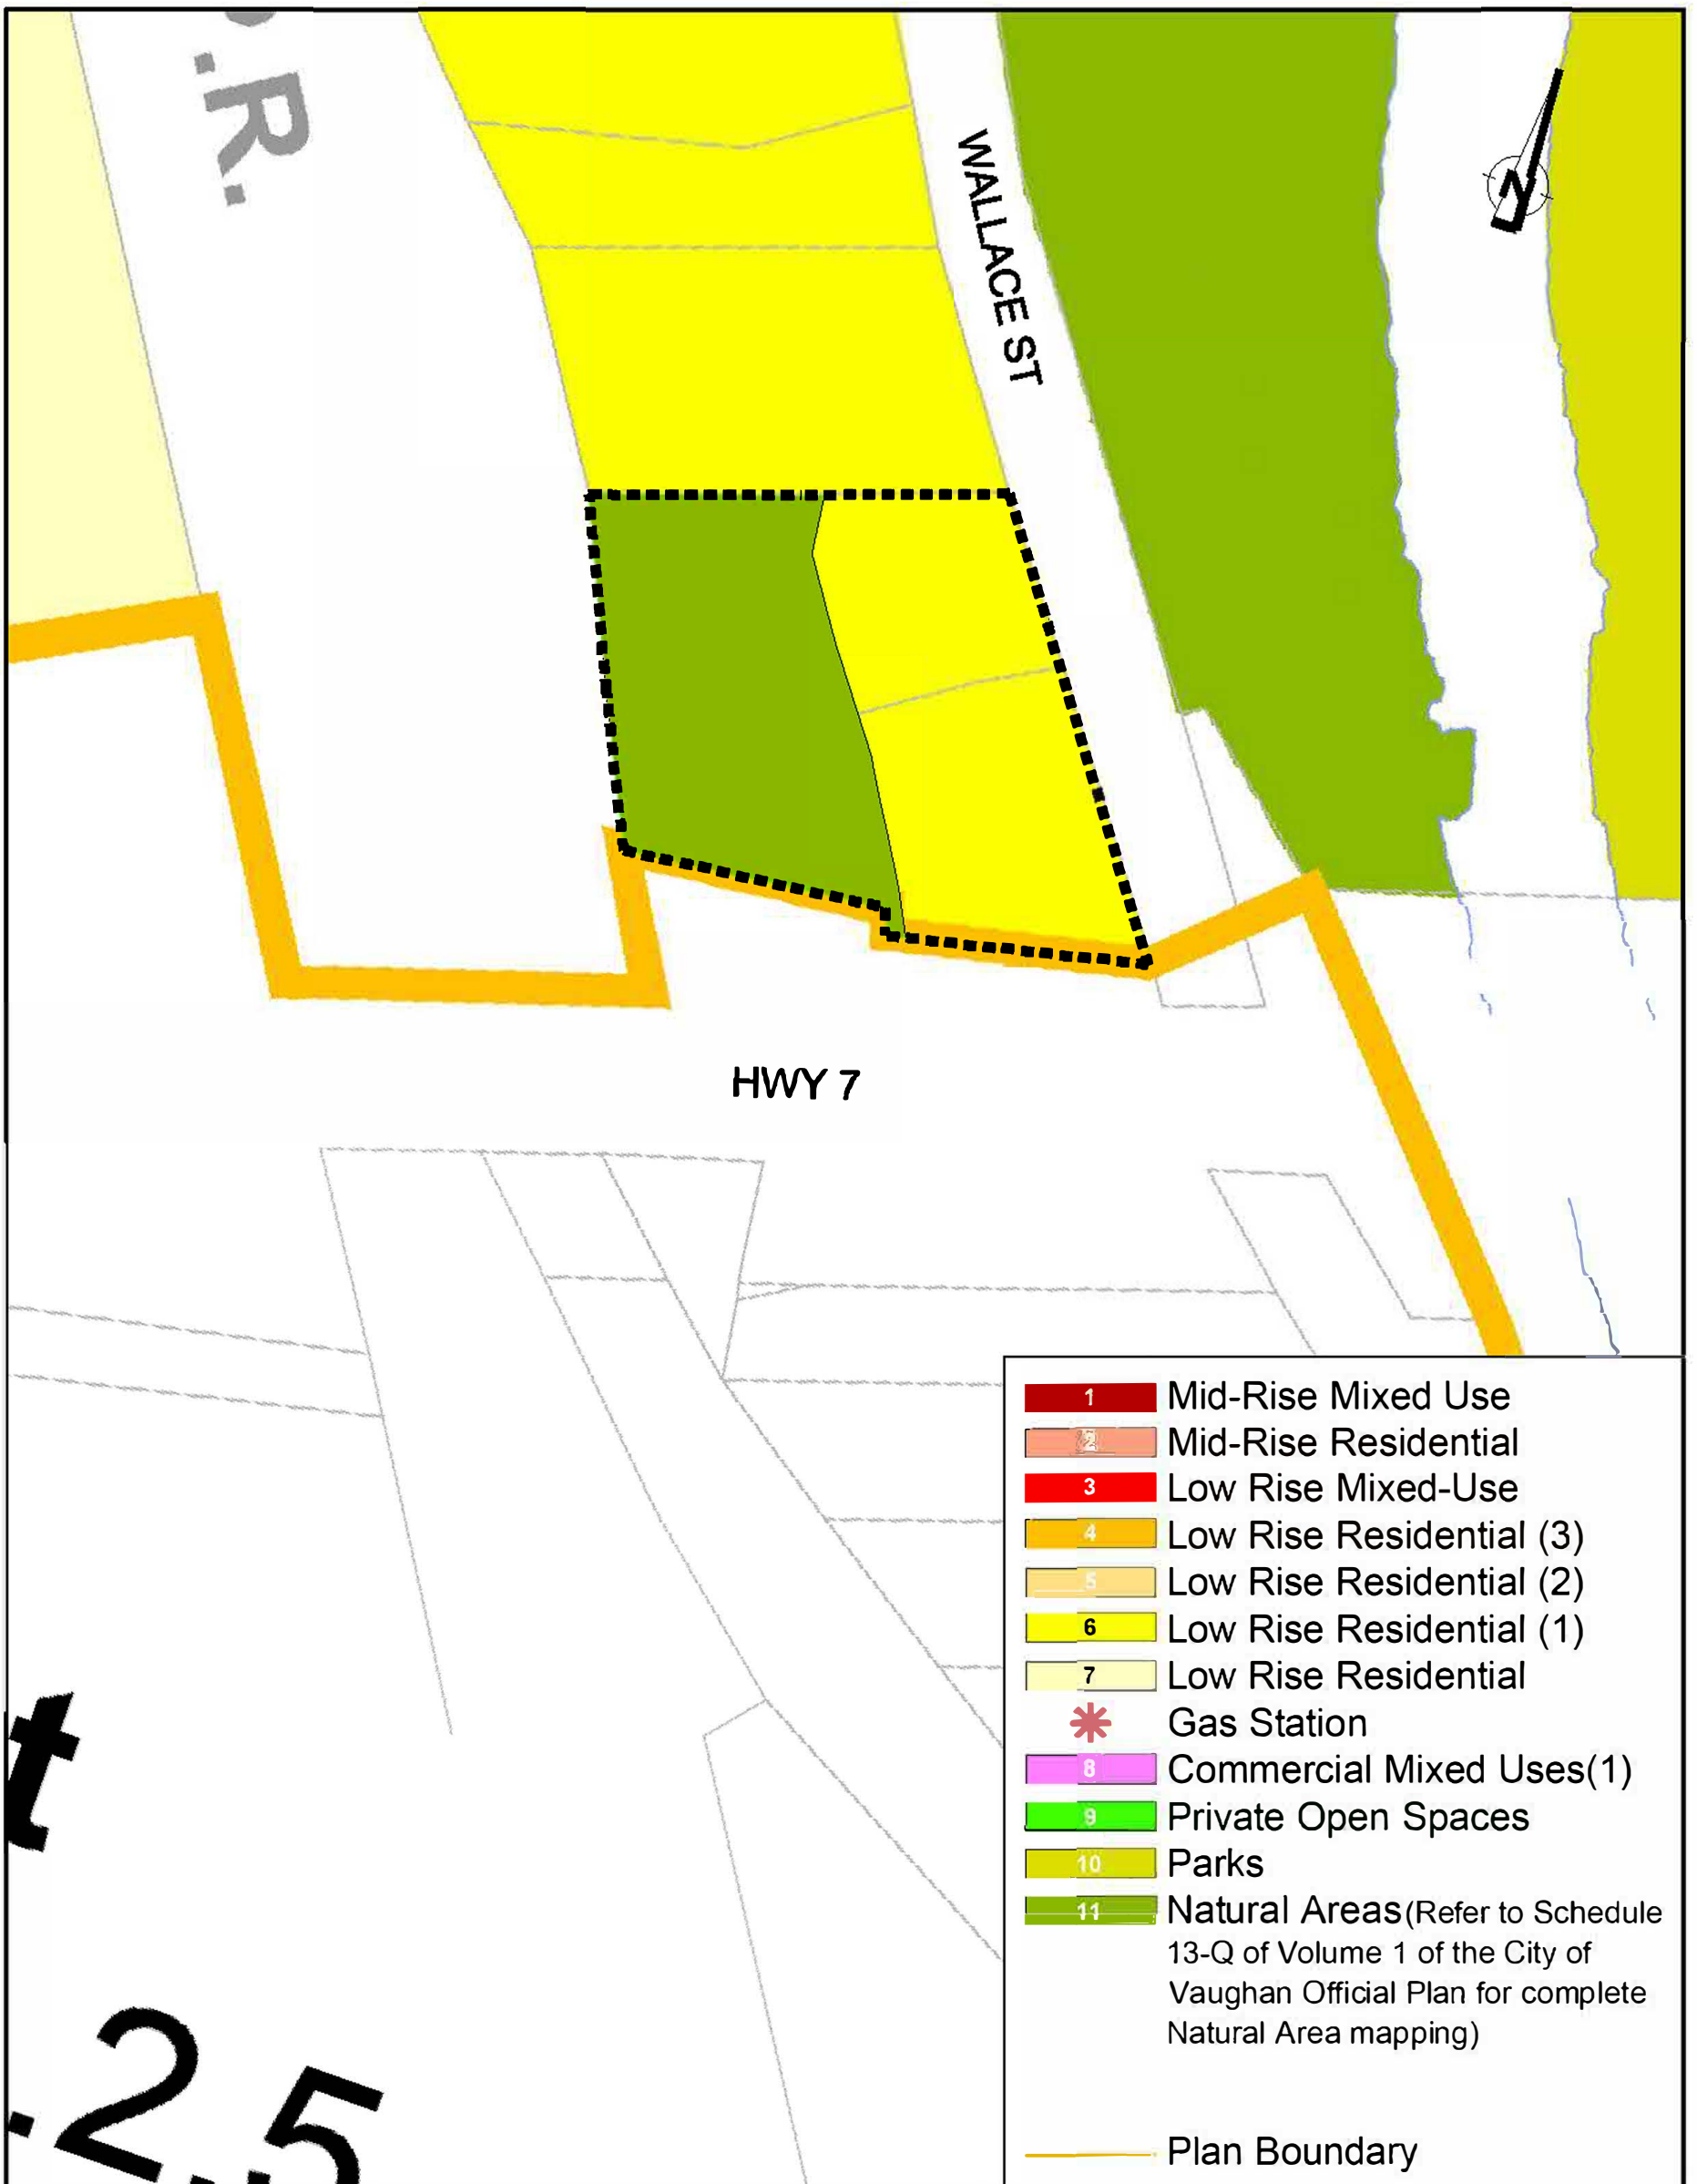 .R.
WALLACE ST
N
HWY 7
1 Mid-Rise Mixed Use
2 Mid-Rise Residential
3 Low Rise Mixed-Use
4 Low Rise Residential (3)
5 Low Rise Residential (2)
6 Low Rise Residential (1)
7 Low Rise Residential
Gas Station
8 Commercial Mixed Uses(1)
9 Private Open Spaces
10 Parks
11 Natural Areas(Refer to Schedule
13-Q of Volume 1 of the City of
Vaughan Official Plan for complete
Natural Area mapping)
Plan Boundary
t
.2.5